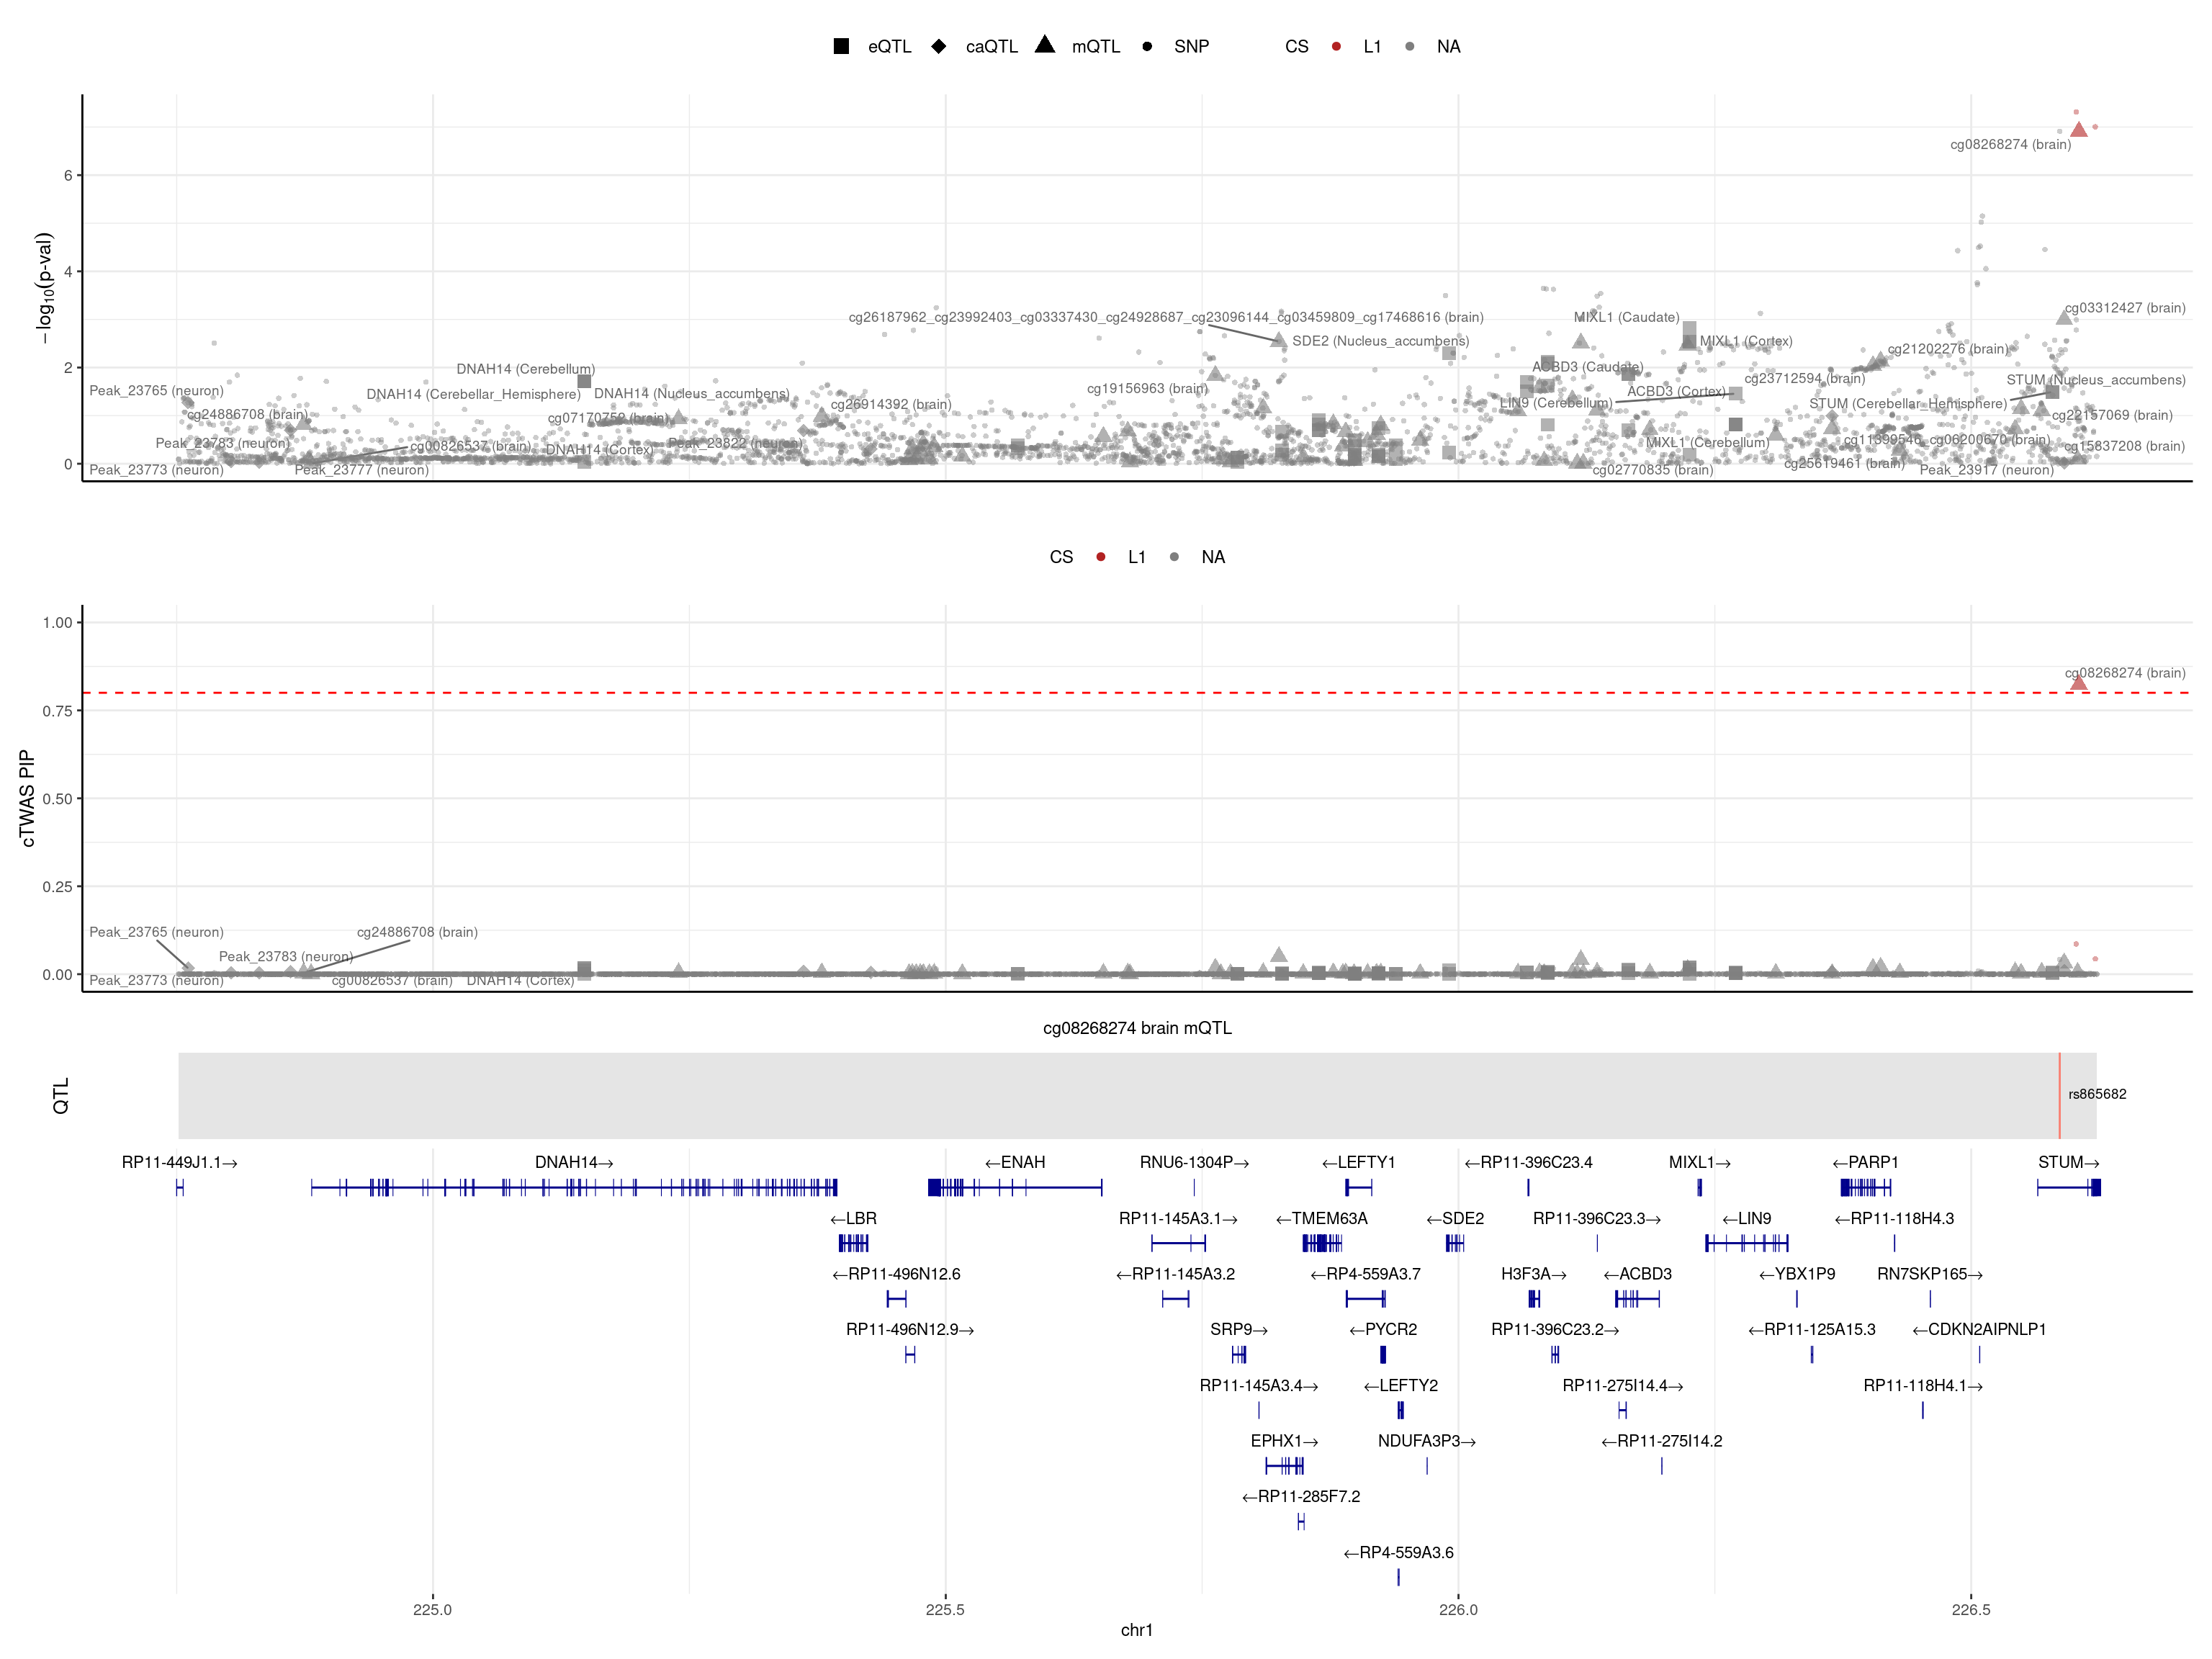 eQTL caQTL mQTL SNP CS L1 NA
−log10(p-val)
6
4
2
0
cg08268274 (brain)
cg03312427 (brain)
cg26187962_cg23992403_cg03337430_cg24928687_cg23096144_cg03459809_cg17468616 (brain)
MIXL1 (Caudate)
SDE2 (Nucleus_accumbens)
MIXL1 (Cortex)
cg21202276 (brain)
DNAH14 (Cerebellum)
ACBD3 (Caudate)
cg23712594 (brain)
STUM (Nucleus_accumbens)
Peak_23765 (neuron)
DNAH14 (Cerebellar_Hemisphere)
DNAH14 (Nucleus_accumbens)
cg19156963 (brain)
ACBD3 (Cortex)
LIN9 (Cerebellum)
STUM (Cerebellar_Hemisphere)
cg24886708 (brain)
cg07170752 (brain)
cg26914392 (brain)
cg22157069 (brain)
Peak_23783 (neuron)
cg00826537 (brain)
DNAH14 (Cortex)
Peak_23822 (neuron)
MIXL1 (Cerebellum)
cg11399546_cg06200670 (brain)
cg15837208 (brain)
Peak_23773 (neuron)
Peak_23777 (neuron)
cg02770835 (brain)
cg25619461 (brain)
Peak_23917 (neuron)
CS L1 NA
cTWAS PIP
1.00
0.75
0.50
0.25
0.00
cg08268274 (brain)
Peak_23765 (neuron)
cg24886708 (brain)
Peak_23783 (neuron)
Peak_23773 (neuron)
cg00826537 (brain)
DNAH14 (Cortex)
cg08268274 brain mQTL
QTL
rs865682
RP11-449J1.1→ DNAH14→ ←ENAH RNU6-1304P→ ←LEFTY1 ←RP11-396C23.4 MIXL1→ ←PARP1 STUM→
←LBR RP11-145A3.1→ ←TMEM63A ←SDE2 RP11-396C23.3→ ←LIN9 ←RP11-118H4.3
←RP11-496N12.6 ←RP11-145A3.2 ←RP4-559A3.7 H3F3A→ ←ACBD3 ←YBX1P9 RN7SKP165→
RP11-496N12.9→ SRP9→ ←PYCR2 RP11-396C23.2→ ←RP11-125A15.3 ←CDKN2AIPNLP1
RP11-145A3.4→ ←LEFTY2 RP11-275I14.4→ RP11-118H4.1→
EPHX1→ NDUFA3P3→ ←RP11-275I14.2
←RP11-285F7.2
←RP4-559A3.6
225.0 225.5 226.0 226.5
chr1